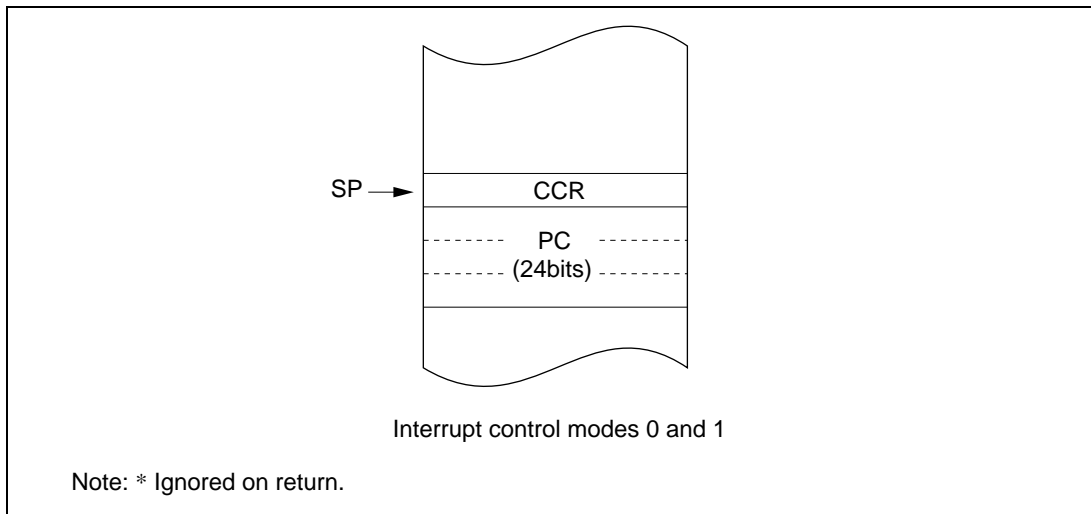 SP
CCR
PC
(24bits)
Interrupt control modes 0 and 1
Note: * Ignored on return.